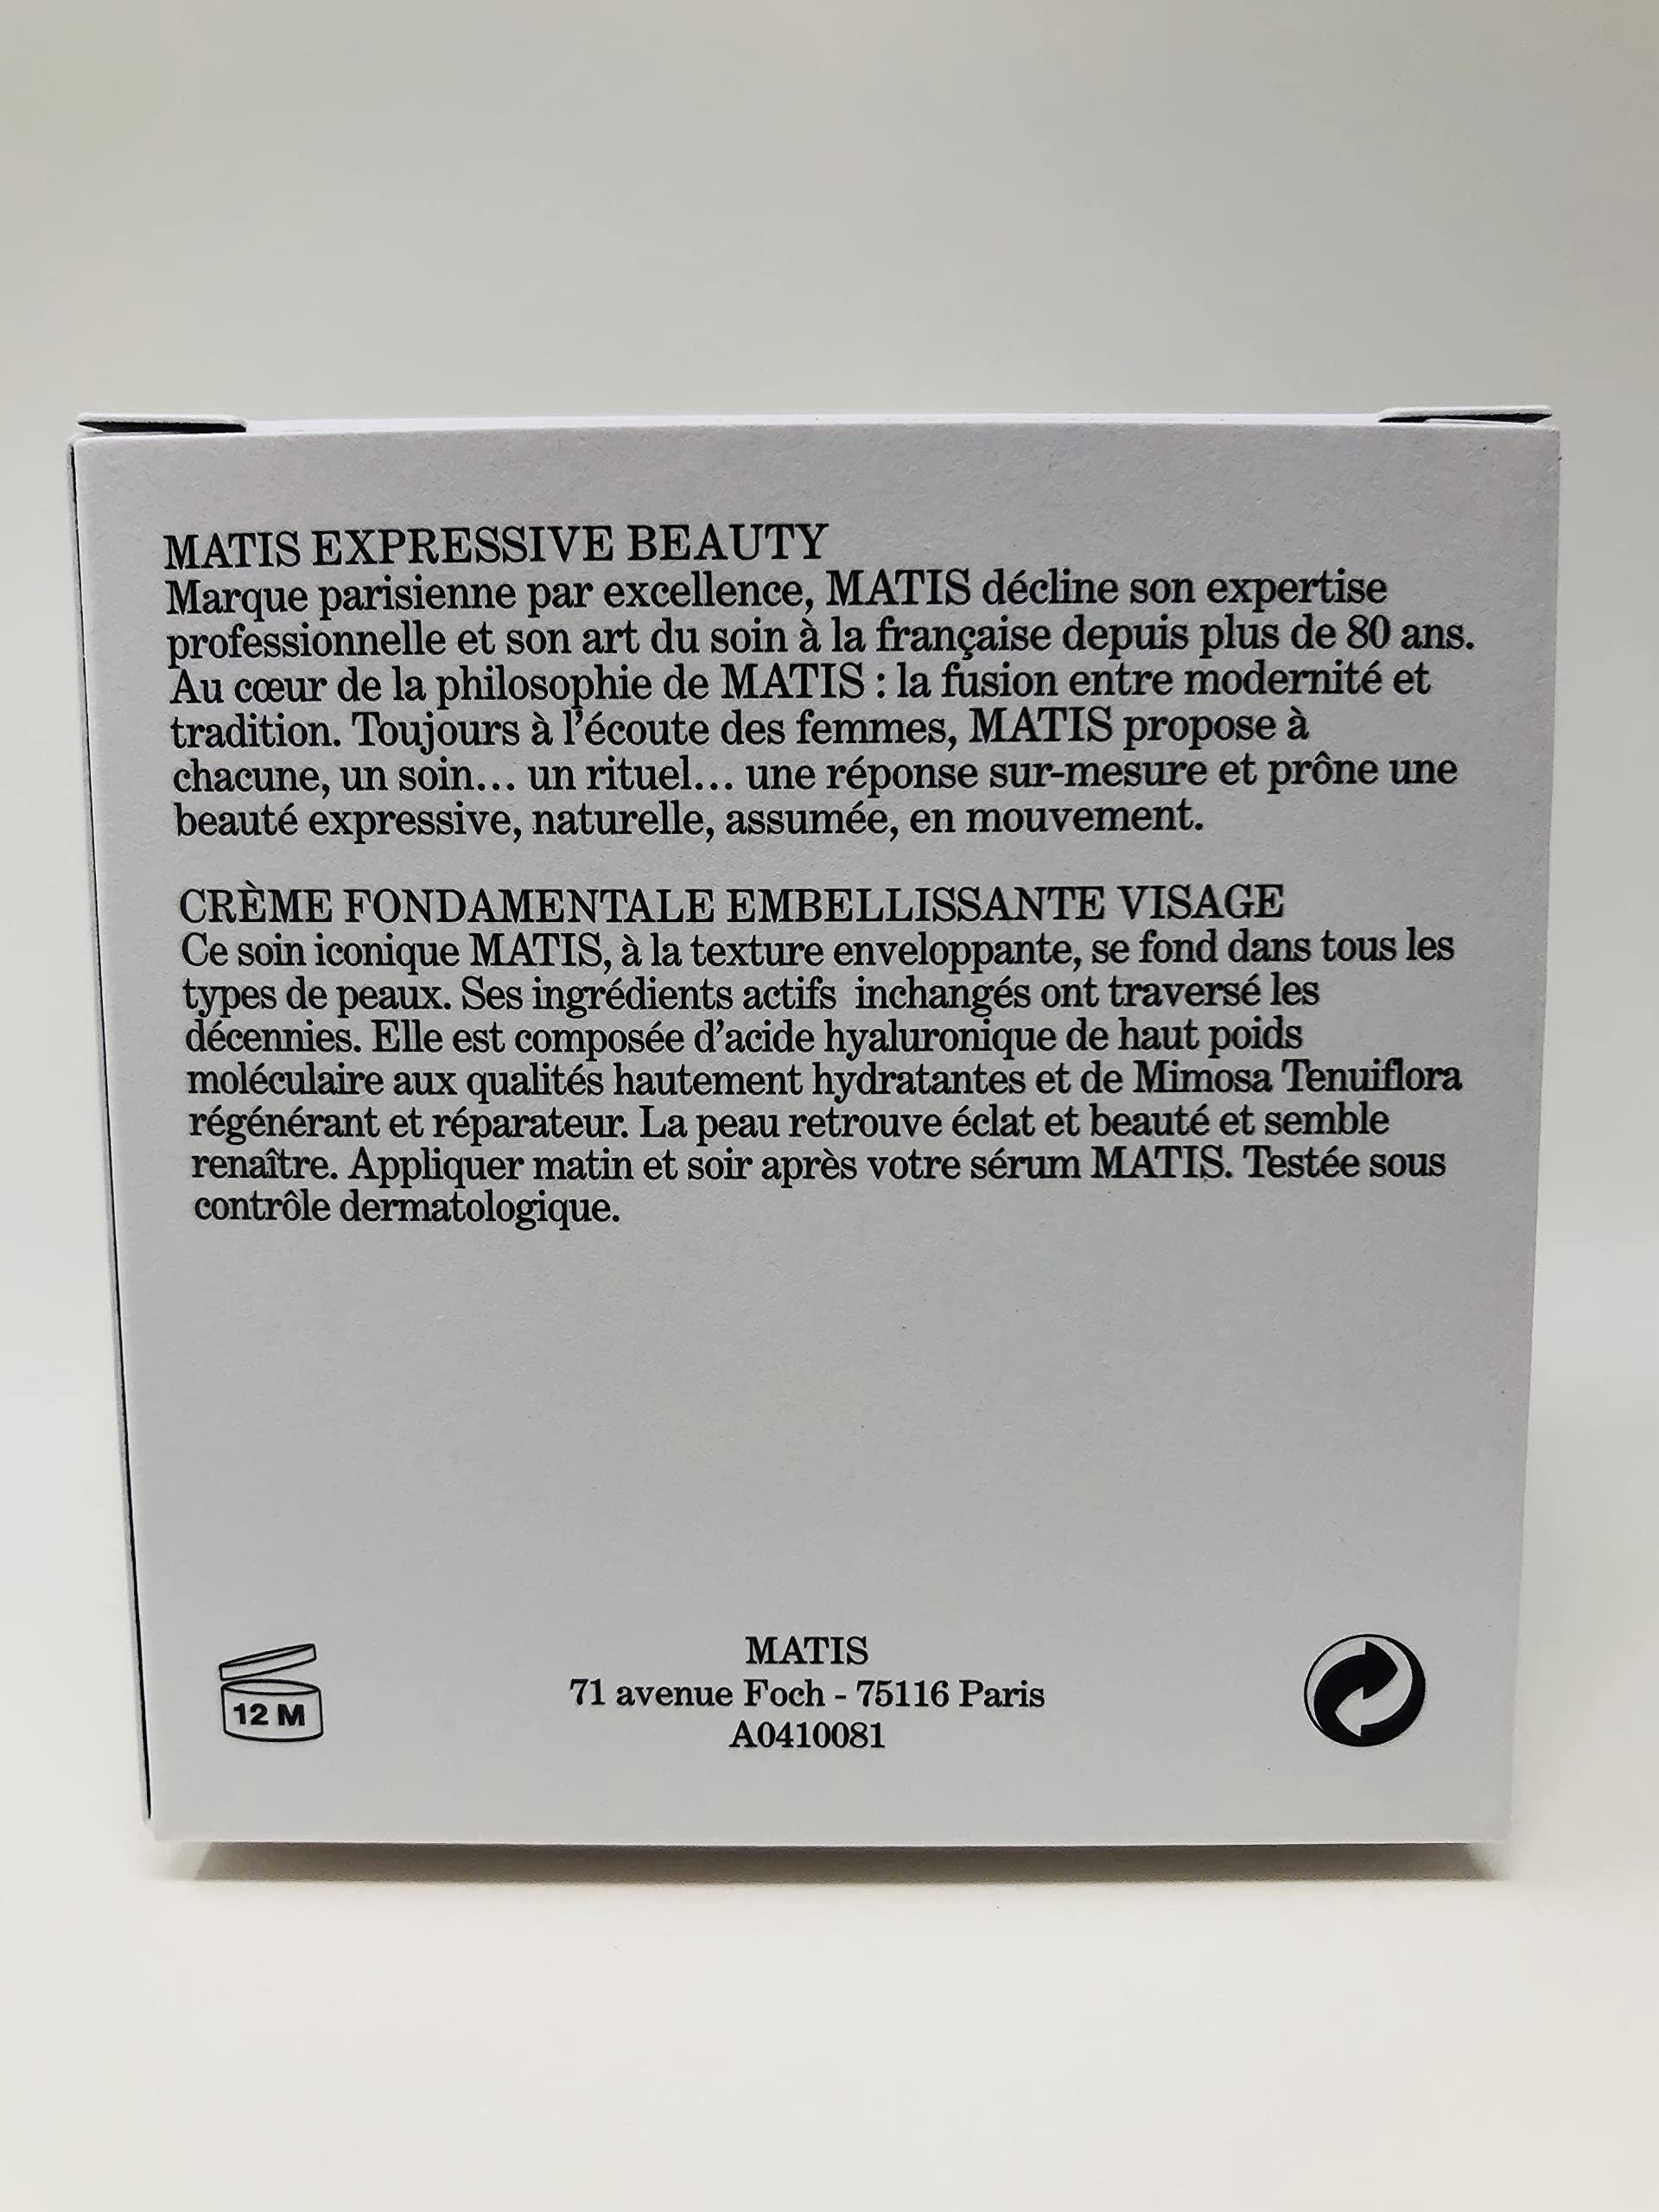 MATIS EXPRESSIVE BEAUTY
Marque parisienne par excellence, MATIS décline son expertise
professionnelle et son art du soin à la française depuis plus de 80 ans.
Au cœur de la philosophie de MATIS : la fusion entre modernité et
tradition. Toujours à l'écoute des femmes, MATIS propose à
chacune, un soin... un rituel... une réponse sur-mesure et prône une
beauté expressive, naturelle, assumée, en mouvement.
CRÈME FONDAMENTALE EMBELLISSANTE VISAGE
Ce soin iconique MATIS, à la texture enveloppante, se fond dans tous les
types de peaux. Ses ingrédients actifs inchangés ont traversé les
décennies. Elle est composée d'acide hyaluronique de haut poids
moléculaire aux qualités hautement hydratantes et de Mimosa Tenuiflora
régénérant et réparateur. La peau retrouve éclat et beauté et semble
renaître. Appliquer matin et soir après votre sérum MATIS. Testée sous
contrôle dermatologique.
12 M
MATIS
71 avenue Foch - 75116 Paris
A0410081